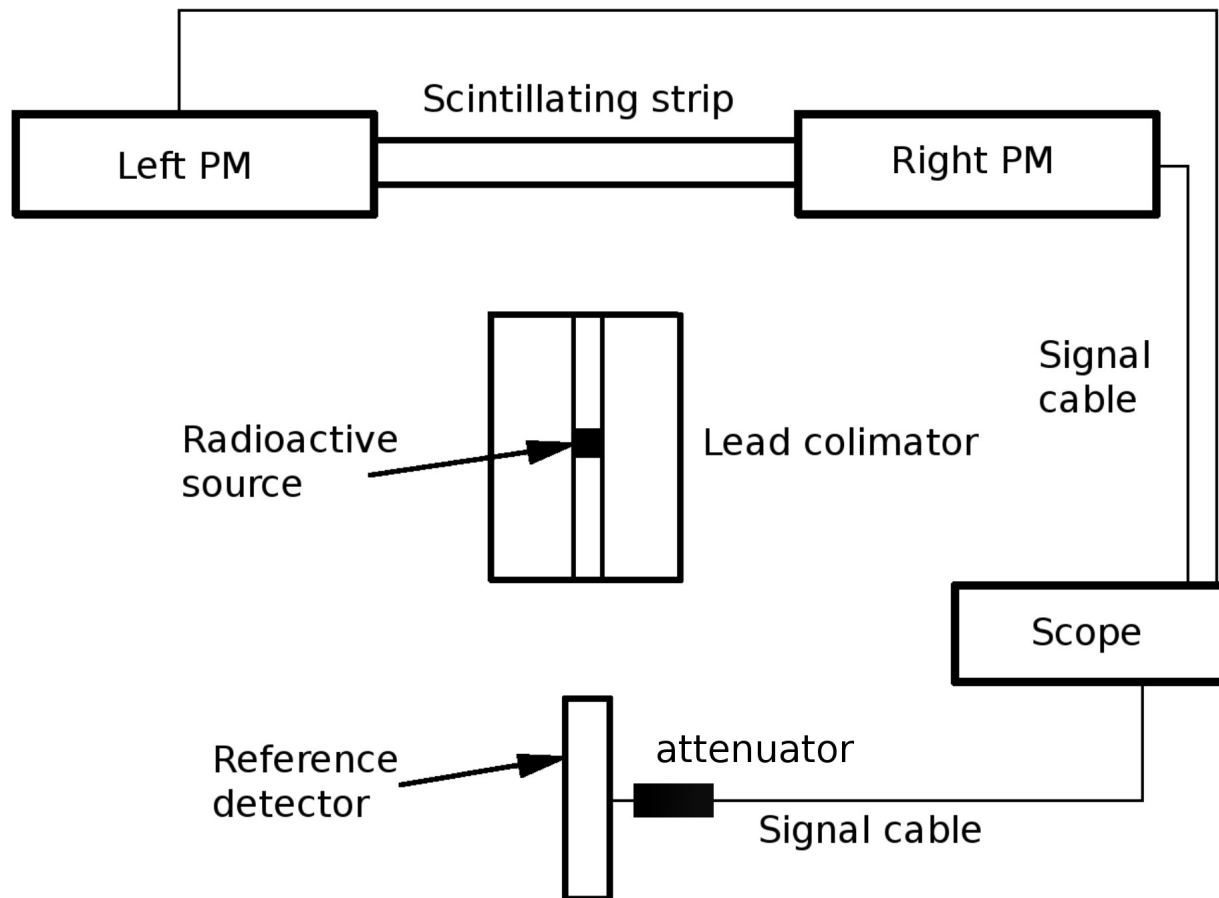 Scintillating strip
Left PM
Right PM
Signal
cable
Radioactive
source
Lead colimator
Scope
Reference
detector
attenuator
Signal cable